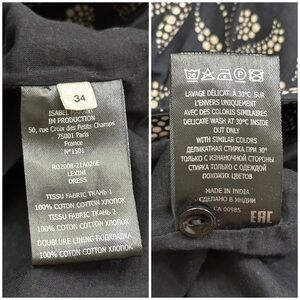 34
ISABEL
IM PRODUCTION
50, rue Croix des Petits Champs
75001 Paris
France
N°1501
RO2008-21A026E
LEXINI
DRESS
TISSU FABRIC ТКАНЬ 1
100% COTON COTTON ХЛОПОК
TISSU FABRIC ТКАНЬ 2
100% COTON COTTON ХЛОПОК
DOUBLURE LINING ПОДКЛАДКА
100% COTON COTTON ХЛОПОК
30
LAVAGE DÉLICAT, À 30°C SUR
L'ENVERS UNIQUEMENT
AVEC DES COLORIS SIMILAIRES
DELICATE WASH AT 30°C INSIDE
OUT ONLY
WITH SIMILAR COLORS
ДЕЛИКАТНАЯ СТИРКА ПРИ 30°C
ТОЛЬКО С ИЗНАНОЧНОЙ СТОРОНЫ
СТИРКА ТОЛЬКО С ОДЕЖДОЙ
ПОХОЖИХ ЦВЕТОВ
MADE IN INDIA
СДЕЛАНО В ИНДИИ
CA 00985
EAC